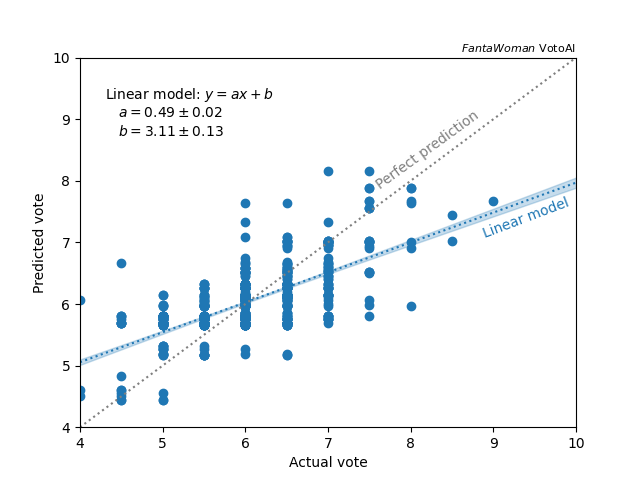 FantaWoman VotoAI
Linear model: y = ax + b
a = 0.49 ± 0.02
b = 3.11 ± 0.13
Perfect prediction
Linear model
Predicted vote
10
9
8
7
6
5
4
4 5 6 7 8 9 10
Actual vote